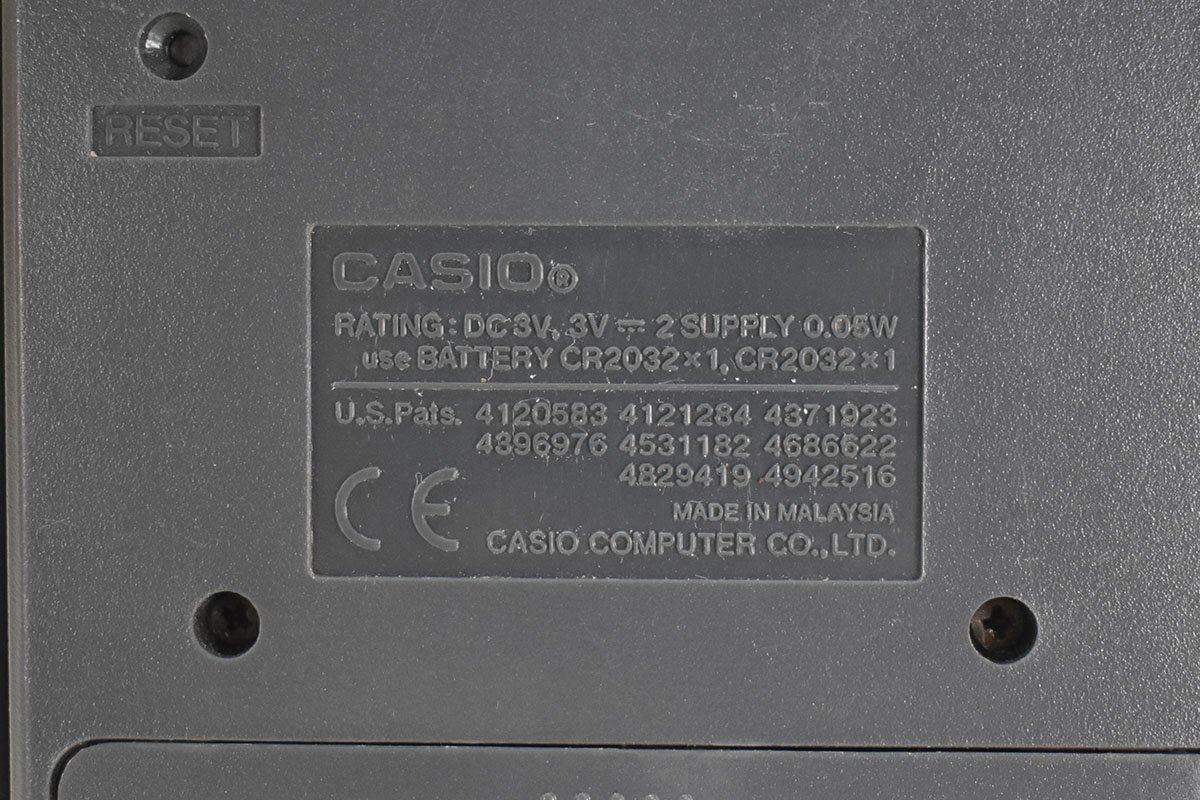 RESET
CASIO®
RATING: DC 3V, 3V ⎓ 2 SUPPLY 0.05W
use BATTERY CR2032×1, CR2032×1
U.S.Pats. 4120583 4121284 4371923
4396976 4531182 4686622
4829419 4942516
CE
MADE IN MALAYSIA
CASIO COMPUTER CO.,LTD.